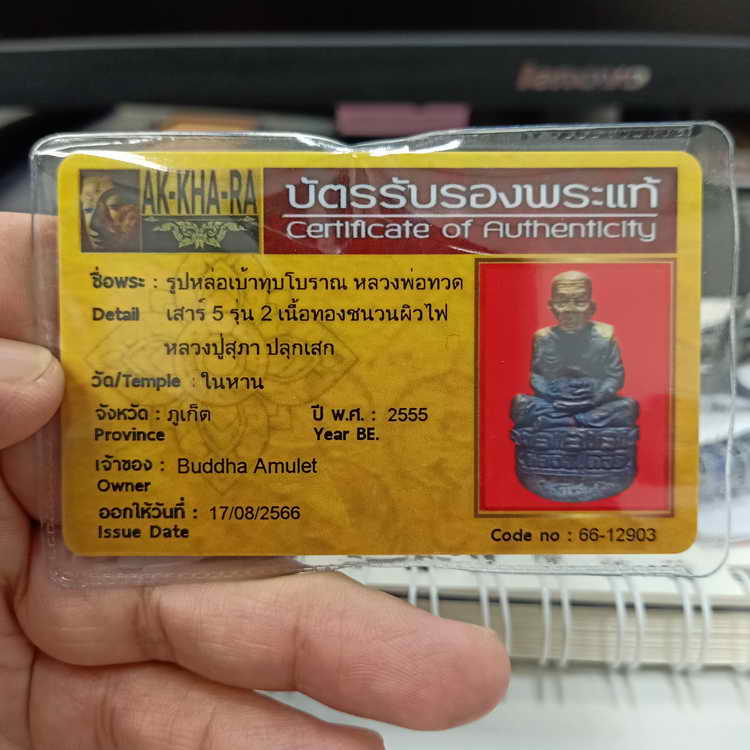 lenovo
AK-KHA-RA
บัตรรับรองพระแท้
Certificate of Authenticity
ชื่อพระ : รูปหล่อเบ้าทุบโบราณ หลวงพ่อทวด
Detail เสาร์ 5 รุ่น 2 เนื้อทองชนวนผิวไฟ
หลวงปู่สุภา ปลุกเสก
วัด/Temple : ในหาน
จังหวัด : ภูเก็ต ปี พ.ศ. : 2555
Province Year BE.
เจ้าของ : Buddha Amulet
Owner
ออกให้วันที่ : 17/08/2566
Issue Date Code no : 66-12903